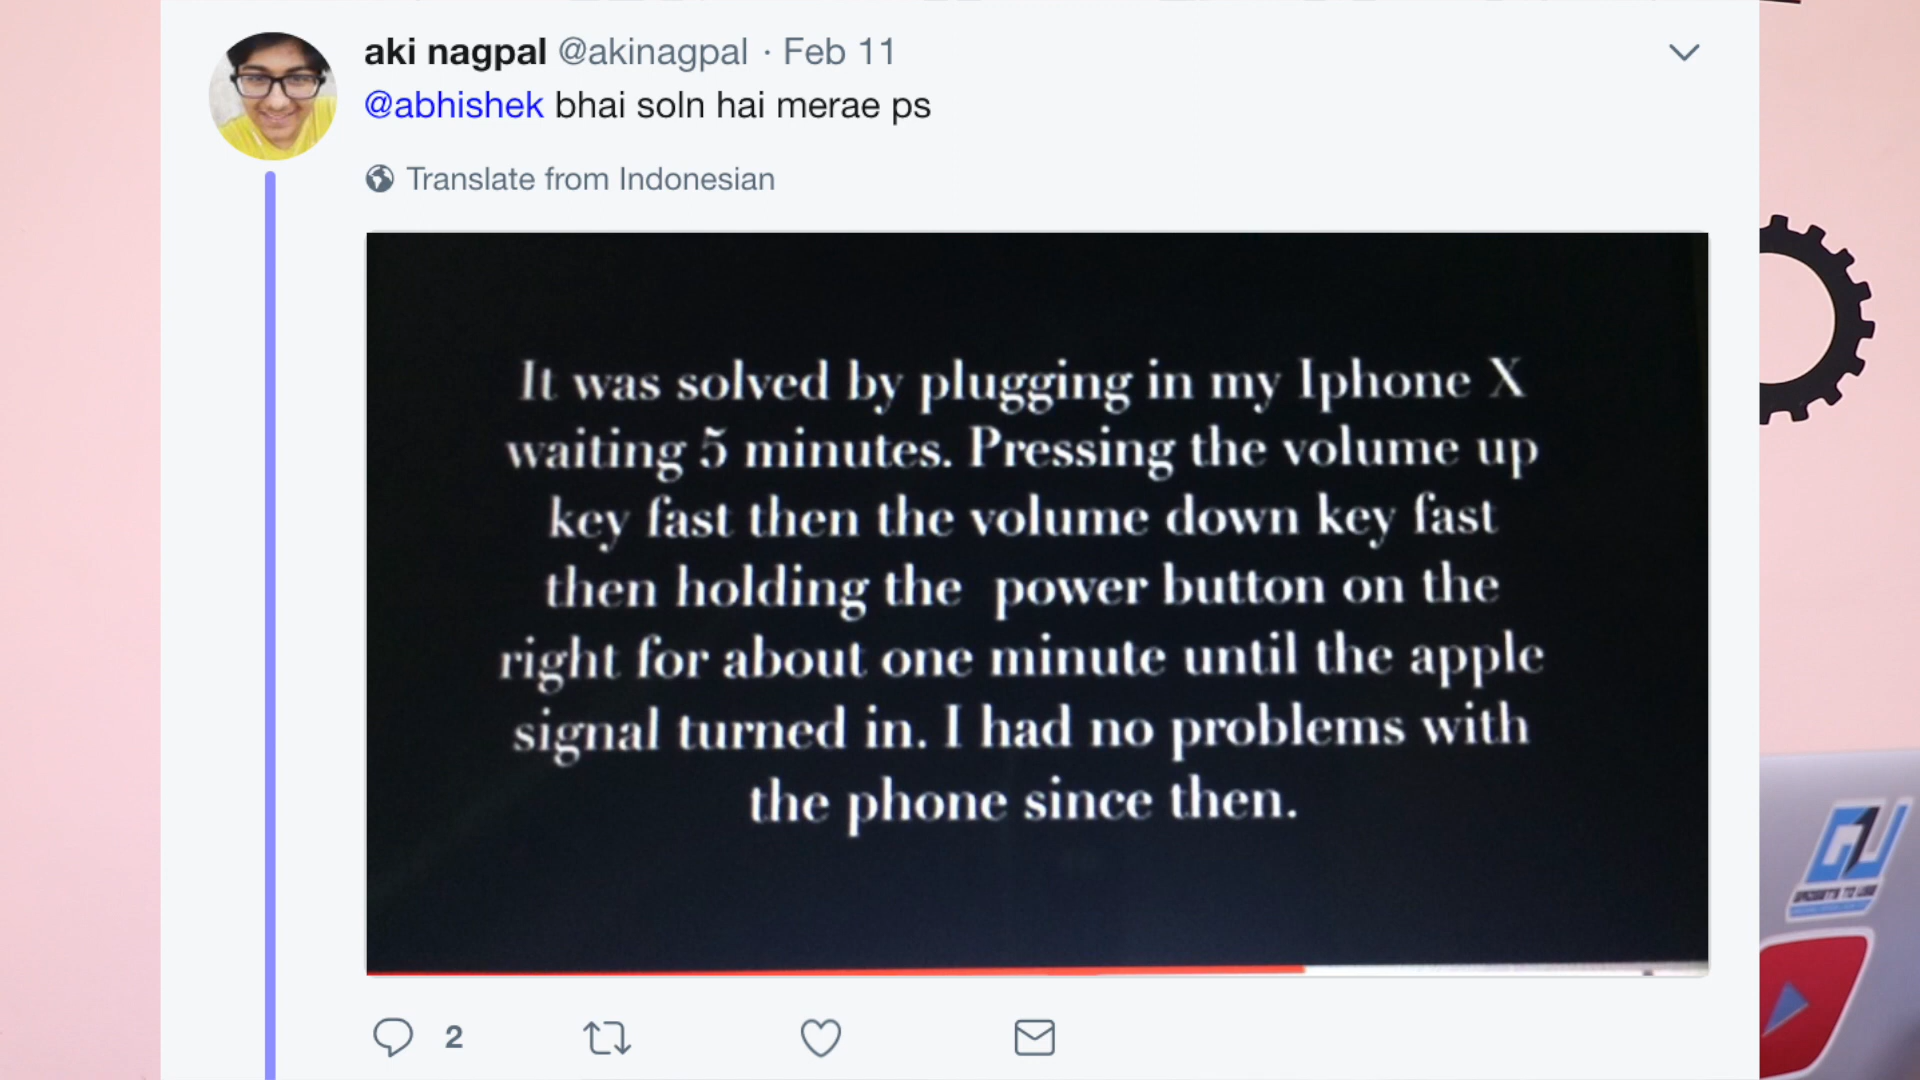 aki nagpal @akinagpal · Feb 11
@abhishek bhai soln hai merae ps
Translate from Indonesian
It was solved by plugging in my Iphone X
waiting 5 minutes. Pressing the volume up
key fast then the volume down key fast
then holding the power button on the
right for about one minute until the apple
signal turned in. I had no problems with
the phone since then.
2
GADGETS TO USE